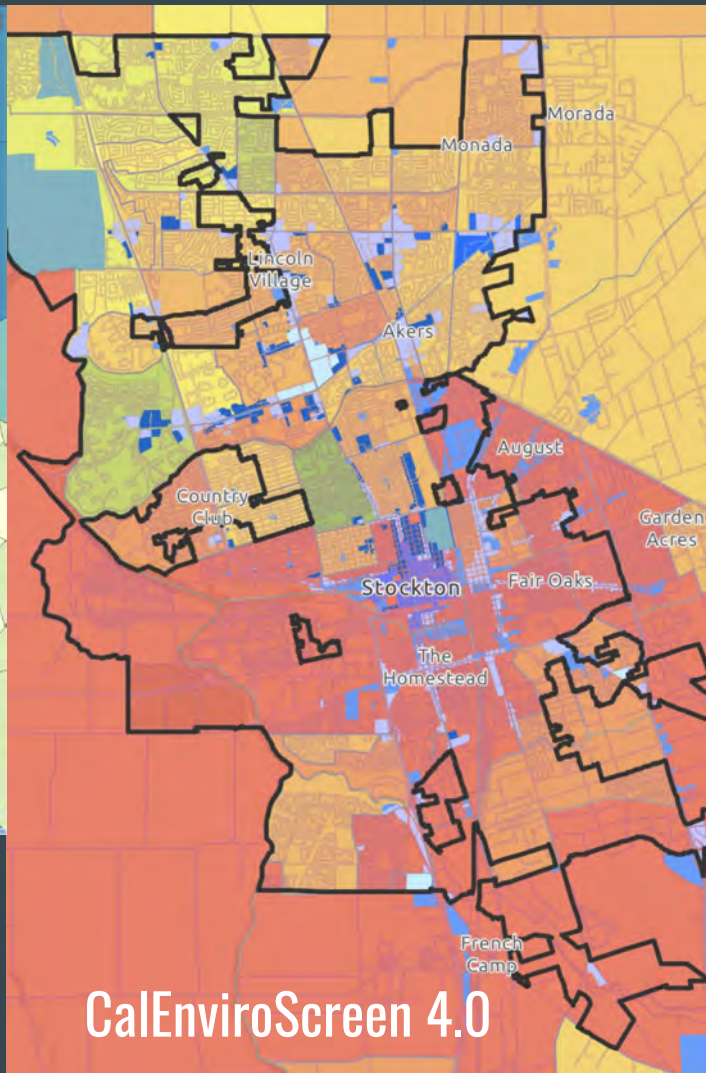 Morada
Monada
Lincoln
Village
Akers
August
Country
Club
Garden
Acres
Stockton
Fair Oaks
The
Homestead
French
Camp
CalEnviroScreen 4.0